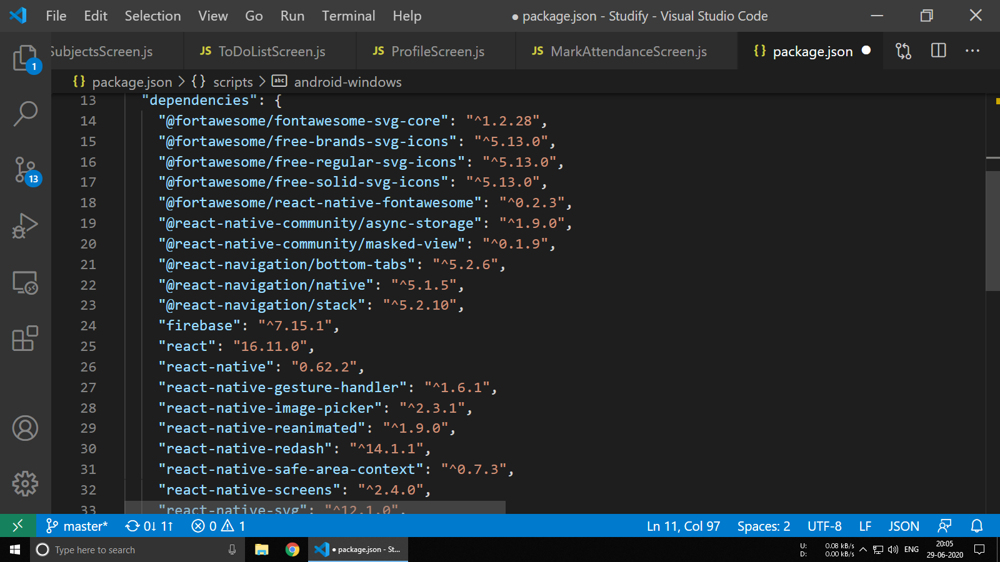 File Edit Selection View Go Run Terminal Help ● package.json - Studify - Visual Studio Code
SubjectsScreen.js JS ToDoListScreen.js JS ProfileScreen.js JS MarkAttendanceScreen.js {} package.json ●
{} package.json > {} scripts > abc android-windows
13 "dependencies": {
14 "@fortawesome/fontawesome-svg-core": "^1.2.28",
15 "@fortawesome/free-brands-svg-icons": "^5.13.0",
16 "@fortawesome/free-regular-svg-icons": "^5.13.0",
17 "@fortawesome/free-solid-svg-icons": "^5.13.0",
18 "@fortawesome/react-native-fontawesome": "^0.2.3",
19 "@react-native-community/async-storage": "^1.9.0",
20 "@react-native-community/masked-view": "^0.1.9",
21 "@react-navigation/bottom-tabs": "^5.2.6",
22 "@react-navigation/native": "^5.1.5",
23 "@react-navigation/stack": "^5.2.10",
24 "firebase": "^7.15.1",
25 "react": "16.11.0",
26 "react-native": "0.62.2",
27 "react-native-gesture-handler": "^1.6.1",
28 "react-native-image-picker": "^2.3.1",
29 "react-native-reanimated": "^1.9.0",
30 "react-native-redash": "^14.1.1",
31 "react-native-safe-area-context": "^0.7.3",
32 "react-native-screens": "^2.4.0",
33 "react-native-svg": "^12.1.0",
1
13
master* 0↓ 1↑ 0 1 Ln 11, Col 97 Spaces: 2 UTF-8 LF JSON
Type here to search ● package.json - St... U: 0.08 kB/s D: 0.00 kB/s ENG 20:05
29-06-2020